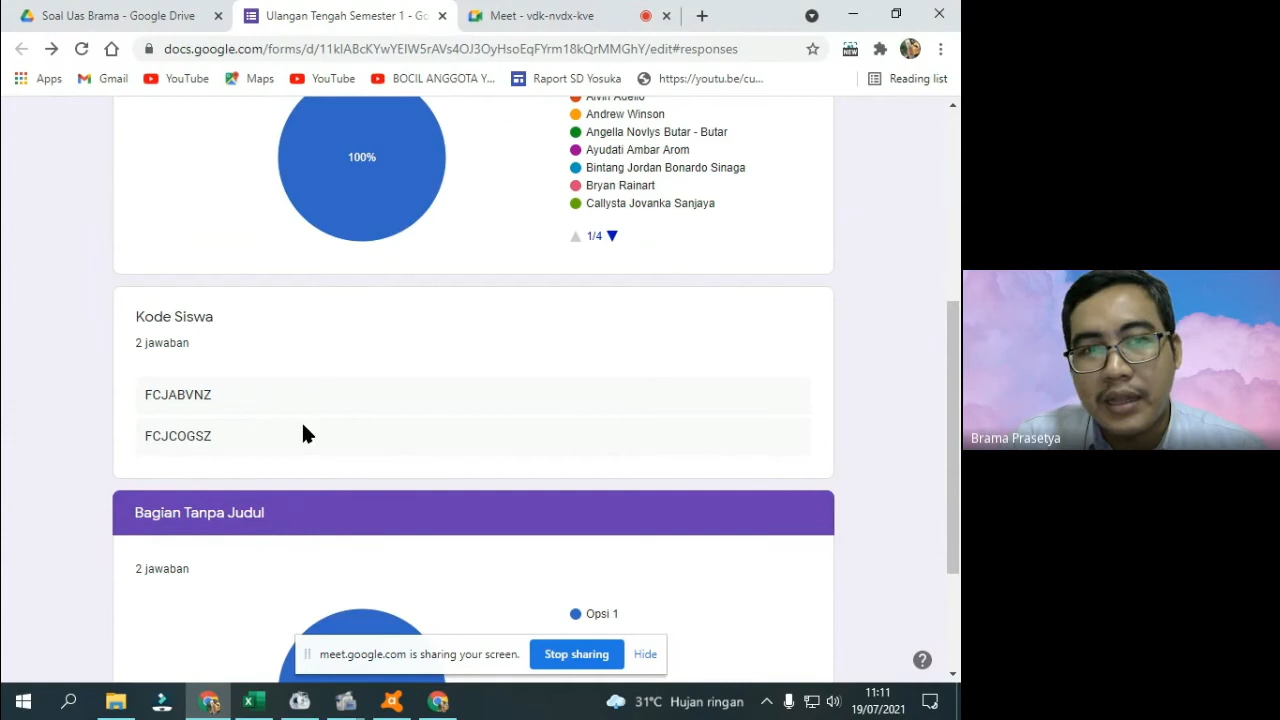 Soal Uas Brama - Google Drive
Ulangan Tengah Semester 1 - Go
Meet - vdk-nvdx-kve
docs.google.com/forms/d/11klABcKYwYEIW5rAVs4OJ3OyHsoEqFYrm18kQrMMGhY/edit#responses
NEW
Apps
Gmail
YouTube
Maps
YouTube
BOCIL ANGGOTA Y...
Raport SD Yosuka
https://youtu.be/cu...
Reading list
100%
Alvin Adelio
Andrew Winson
Angella Novlys Butar - Butar
Ayudati Ambar Arom
Bintang Jordan Bonardo Sinaga
Bryan Rainart
Callysta Jovanka Sanjaya
1/4
Kode Siswa
2 jawaban
FCJABVNZ
FCJCOGSZ
Bagian Tanpa Judul
2 jawaban
Opsi 1
meet.google.com is sharing your screen.
Stop sharing
Hide
Brama Prasetya
31°C Hujan ringan
11:11
19/07/2021